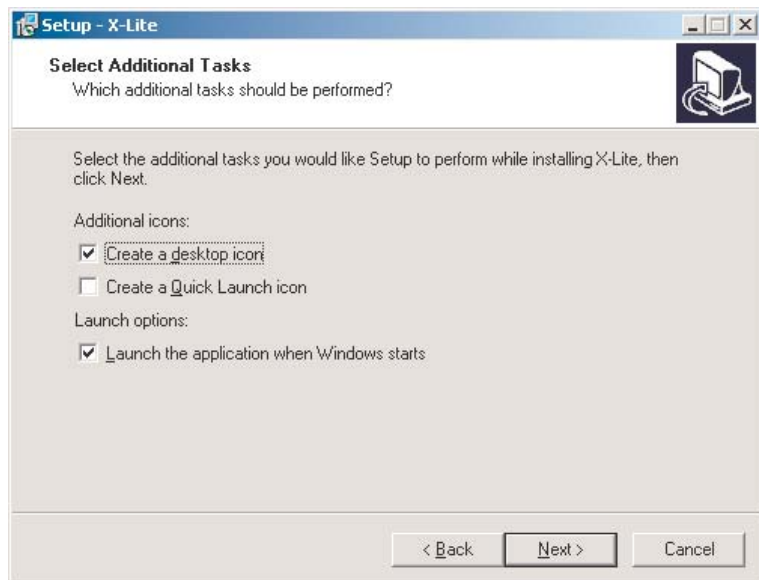 Setup - X-Lite
Select Additional Tasks
Which additional tasks should be performed?
Select the additional tasks you would like Setup to perform while installing X-Lite, then
click Next.
Additional icons:
Create a desktop icon
Create a Quick Launch icon
Launch options:
Launch the application when Windows starts
< Back Next > Cancel